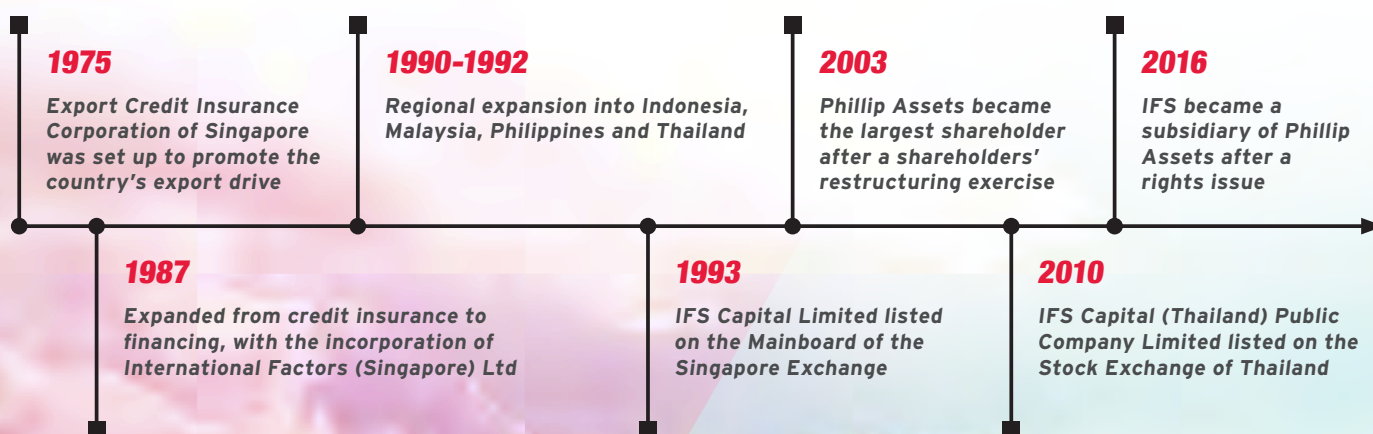 1975
Export Credit Insurance
Corporation of Singapore
was set up to promote the
country’s export drive
1987
Expanded from credit insurance to
financing, with the incorporation of
International Factors (Singapore) Ltd
1990-1992
Regional expansion into Indonesia,
Malaysia, Philippines and Thailand
1993
IFS Capital Limited listed
on the Mainboard of the
Singapore Exchange
2003
Phillip Assets became
the largest shareholder
after a shareholders’
restructuring exercise
2010
IFS Capital (Thailand) Public
Company Limited listed on the
Stock Exchange of Thailand
2016
IFS became a
subsidiary of Phillip
Assets after a
rights issue